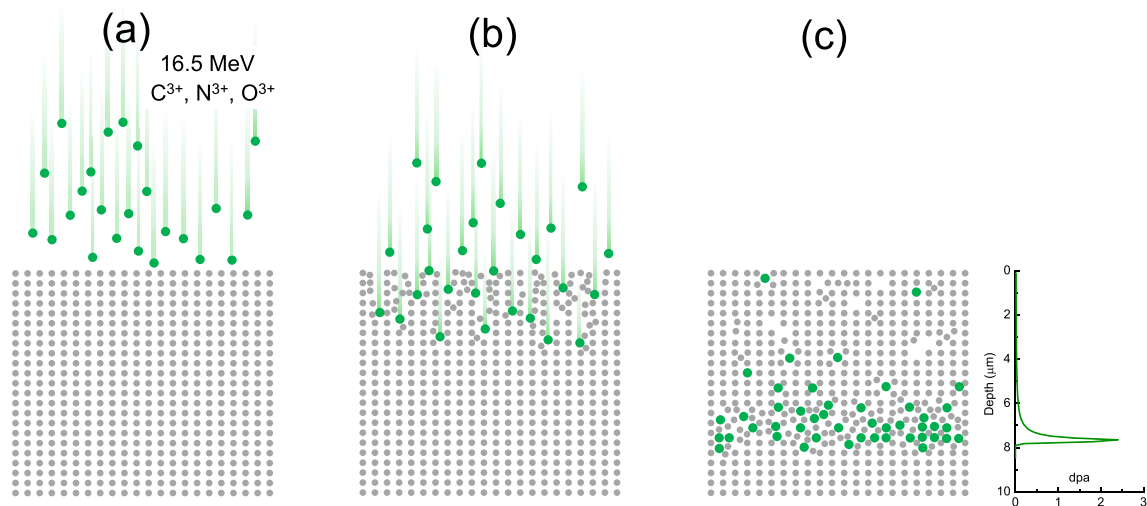 (a)
(b)
(c)
16.5 MeV
C³⁺, N³⁺, O³⁺
0
2
4
6
8
10
Depth (μm)
dpa
0 1 2 3